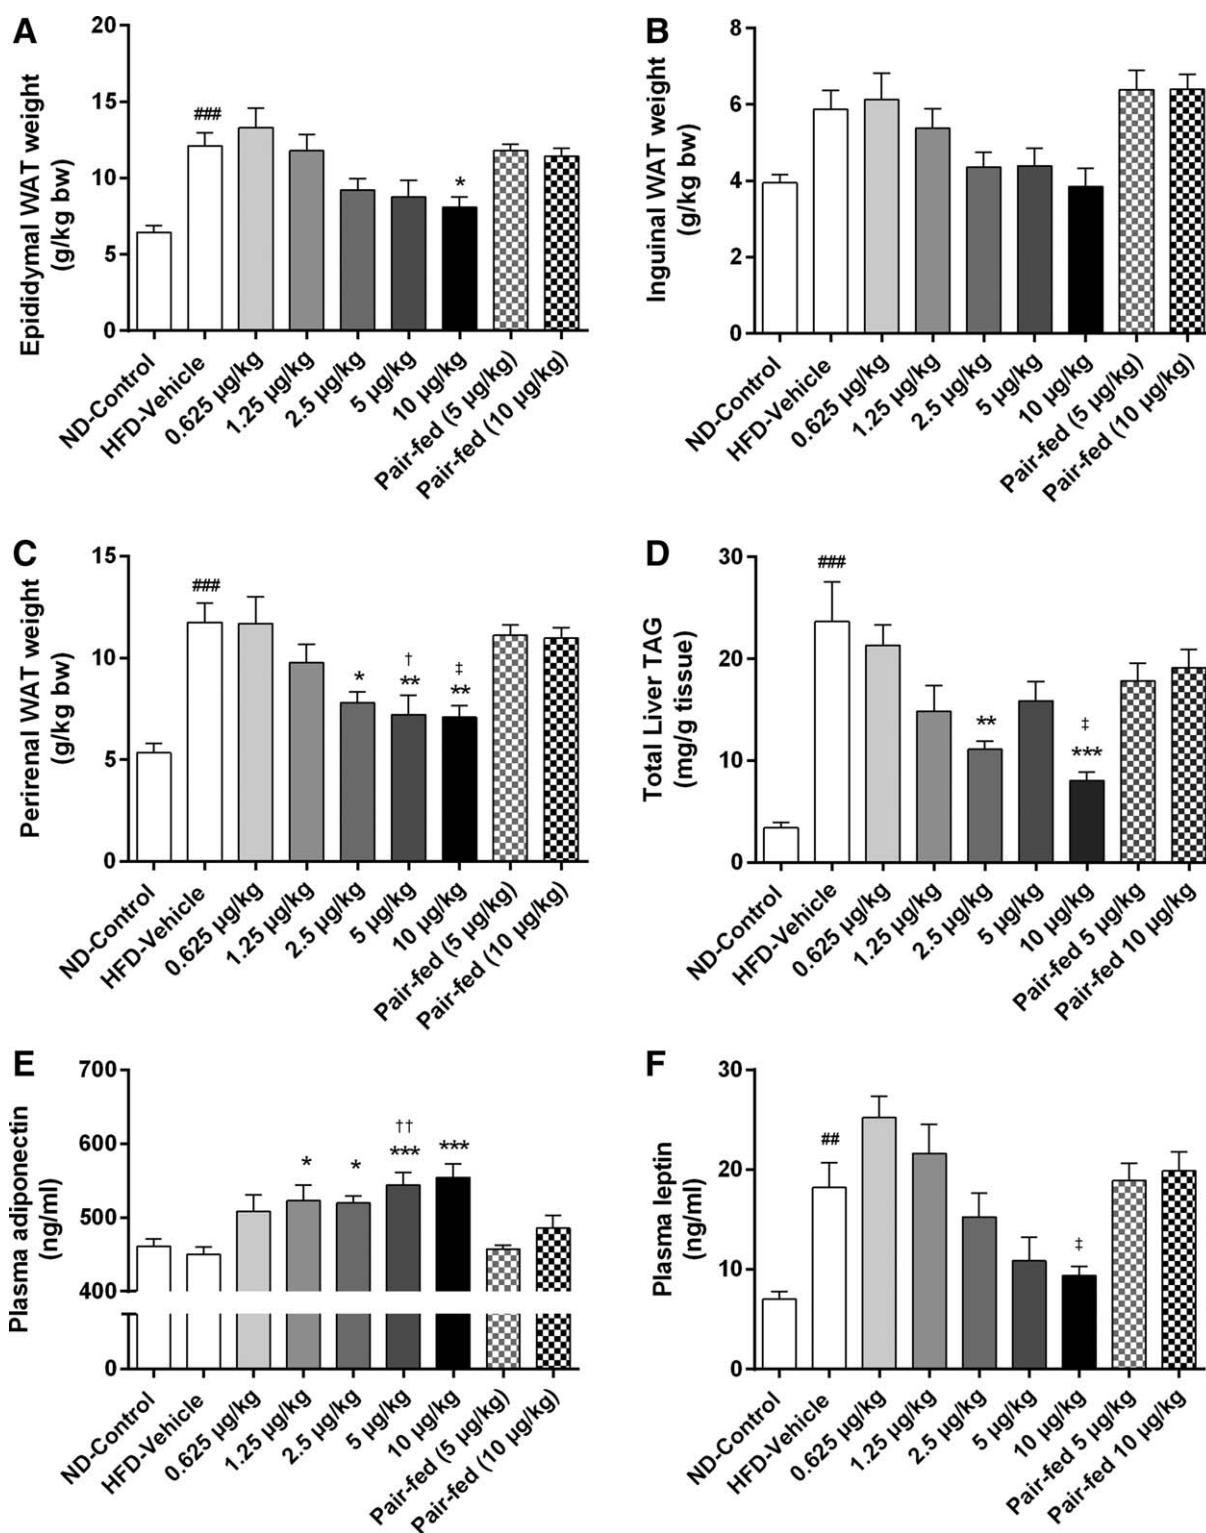 A
Epididymal WAT weight
(g/kg bw)
20
15
10
5
0
###
*
ND-Control
HFD-Vehicle
0.625 µg/kg
1.25 µg/kg
2.5 µg/kg
5 µg/kg
10 µg/kg
Pair-fed (5 µg/kg)
Pair-fed (10 µg/kg)
B
Inguinal WAT weight
(g/kg bw)
8
6
4
2
0
ND-Control
HFD-Vehicle
0.625 µg/kg
1.25 µg/kg
2.5 µg/kg
5 µg/kg
10 µg/kg
Pair-fed (5 µg/kg)
Pair-fed (10 µg/kg)
C
Perirenal WAT weight
(g/kg bw)
15
10
5
0
###
*
†
**
‡
**
ND-Control
HFD-Vehicle
0.625 µg/kg
1.25 µg/kg
2.5 µg/kg
5 µg/kg
10 µg/kg
Pair-fed (5 µg/kg)
Pair-fed (10 µg/kg)
D
Total Liver TAG
(mg/g tissue)
30
20
10
0
###
**
‡
***
ND-Control
HFD-Vehicle
0.625 µg/kg
1.25 µg/kg
2.5 µg/kg
5 µg/kg
10 µg/kg
Pair-fed 5 µg/kg
Pair-fed 10 µg/kg
E
Plasma adiponectin
(ng/ml)
700
600
500
400
0
*
*
††
***
***
ND-Control
HFD-Vehicle
0.625 µg/kg
1.25 µg/kg
2.5 µg/kg
5 µg/kg
10 µg/kg
Pair-fed (5 µg/kg)
Pair-fed (10 µg/kg)
F
Plasma leptin
(ng/ml)
30
20
10
0
##
‡
ND-Control
HFD-Vehicle
0.625 µg/kg
1.25 µg/kg
2.5 µg/kg
5 µg/kg
10 µg/kg
Pair-fed 5 µg/kg
Pair-fed 10 µg/kg